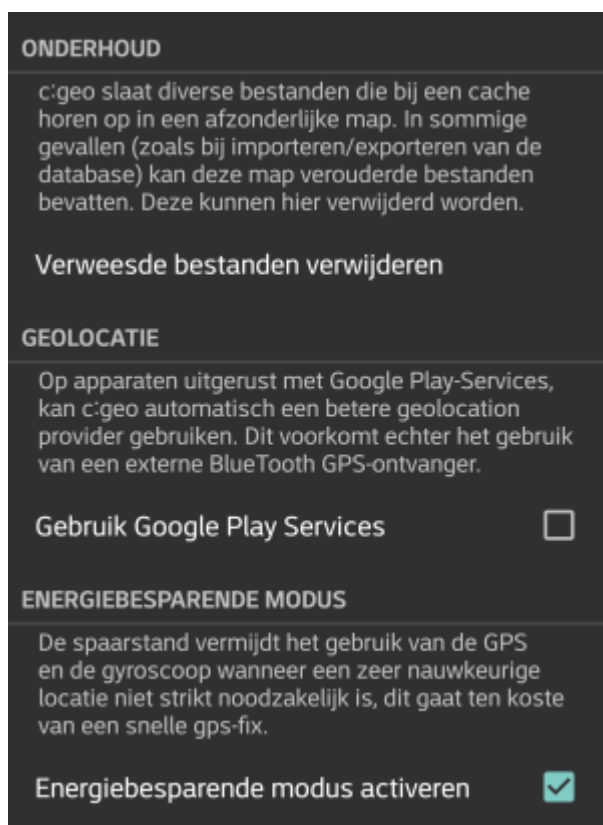 ONDERHOUD
c:geo slaat diverse bestanden die bij een cache
horen op in een afzonderlijke map. In sommige
gevallen (zoals bij importeren/exporteren van de
database) kan deze map verouderde bestanden
bevatten. Deze kunnen hier verwijderd worden.
Verweesde bestanden verwijderen
GEOLOCATIE
Op apparaten uitgerust met Google Play-Services,
kan c:geo automatisch een betere geolocation
provider gebruiken. Dit voorkomt echter het gebruik
van een externe BlueTooth GPS-ontvanger.
Gebruik Google Play Services
ENERGIEBESPARENDE MODUS
De spaarstand vermijdt het gebruik van de GPS
en de gyroscoop wanneer een zeer nauwkeurige
locatie niet strikt noodzakelijk is, dit gaat ten koste
van een snelle gps-fix.
Energiebesparende modus activeren